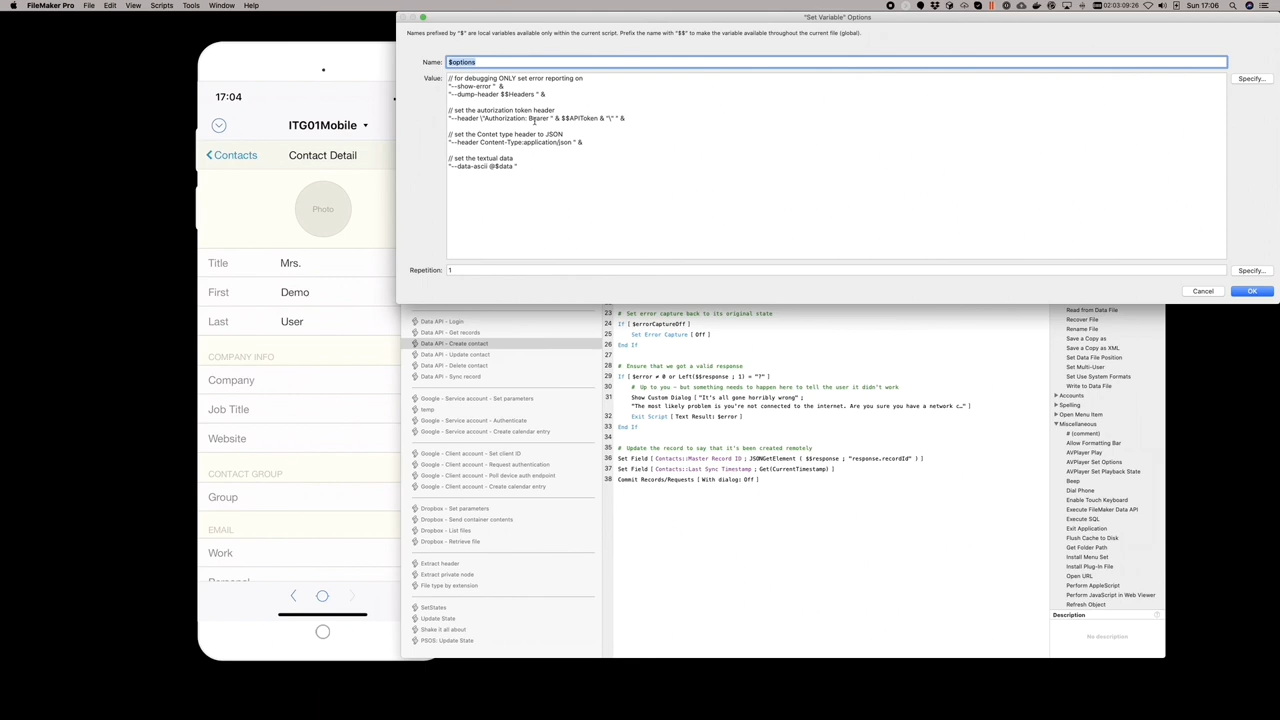 FileMaker Pro File Edit View Scripts Tools Window Help
02:03:09:26 Sun 17:06
"Set Variable" Options
Names prefixed by "$" are local variables available only within the current script. Prefix the name with "$$" to make the variable available throughout the current file (global).
Name: $options
Value: // for debugging ONLY set error reporting on Specify...
"--show-error " &
"--dump-header $$Headers " &
// set the autorization token header
"--header \"Authorization: Bearer " & $$APIToken & "\" " &
// set the Contet type header to JSON
"--header Content-Type:application/json " &
// set the textual data
"--data-ascii @$data "
Repetition: 1 Specify...
Cancel OK
17:04
ITG01Mobile
Contacts Contact Detail
Photo
Title Mrs.
First Demo
Last User
COMPANY INFO
Company
Job Title
Website
CONTACT GROUP
Group
EMAIL
Work
Personal
Data API - Login
Data API - Get records
Data API - Create contact
Data API - Update contact
Data API - Delete contact
Data API - Sync record
Google - Service account - Set parameters
temp
Google - Service account - Authenticate
Google - Service account - Create calendar entry
Google - Client account - Set client ID
Google - Client account - Request authentication
Google - Client account - Poll device auth endpoint
Google - Client account - Create calendar entry
Dropbox - Set parameters
Dropbox - Send container contents
Dropbox - List files
Dropbox - Retrieve file
Extract header
Extract private node
File type by extension
SetStates
Update State
Shake it all about
PSOS: Update State
23 # Set error capture back to its original state
24 If [ $errorCaptureOff ]
25 Set Error Capture [ Off ]
26 End If
27
28 # Ensure that we got a valid response
29 If [ $error ≠ 0 or Left($$response ; 1) = "?" ]
30 # Up to you - but something needs to happen here to tell the user it didn't work
31 Show Custom Dialog [ "It's all gone horribly wrong" ;
"The most likely problem is you're not connected to the internet. Are you sure you have a network c…" ]
32 Exit Script [ Text Result: $error ]
33 End If
34
35 # Update the record to say that it's been created remotely
36 Set Field [ Contacts::Master Record ID ; JSONGetElement ( $$response ; "response.recordId" ) ]
37 Set Field [ Contacts::Last Sync Timestamp ; Get(CurrentTimestamp) ]
38 Commit Records/Requests [ With dialog: Off ]
Read from Data File
Recover File
Rename File
Save a Copy as
Save a Copy as XML
Set Data File Position
Set Multi-User
Set Use System Formats
Write to Data File
Accounts
Spelling
Open Menu Item
Miscellaneous
# (comment)
Allow Formatting Bar
AVPlayer Play
AVPlayer Set Options
AVPlayer Set Playback State
Beep
Dial Phone
Enable Touch Keyboard
Execute FileMaker Data API
Execute SQL
Exit Application
Flush Cache to Disk
Get Folder Path
Install Menu Set
Install Plug-In File
Open URL
Perform AppleScript
Perform JavaScript in Web Viewer
Refresh Object
Description
No description